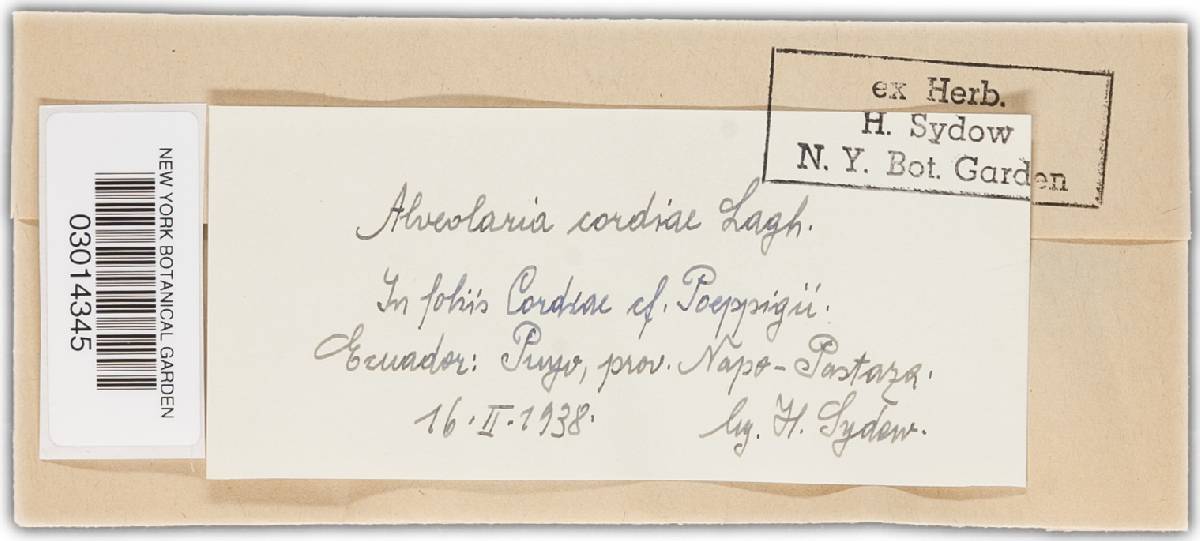 ex Herb.
H. Sydow
N. Y. Bot. Garden
NEW YORK BOTANICAL GARDEN
03014345
Alveolaria cordiae Lagh.
In foliis Cordiae cf. Poeppigii.
Ecuador: Puyo, prov. Napo-Pastaza.
16.II.1938. leg. H. Sydow.